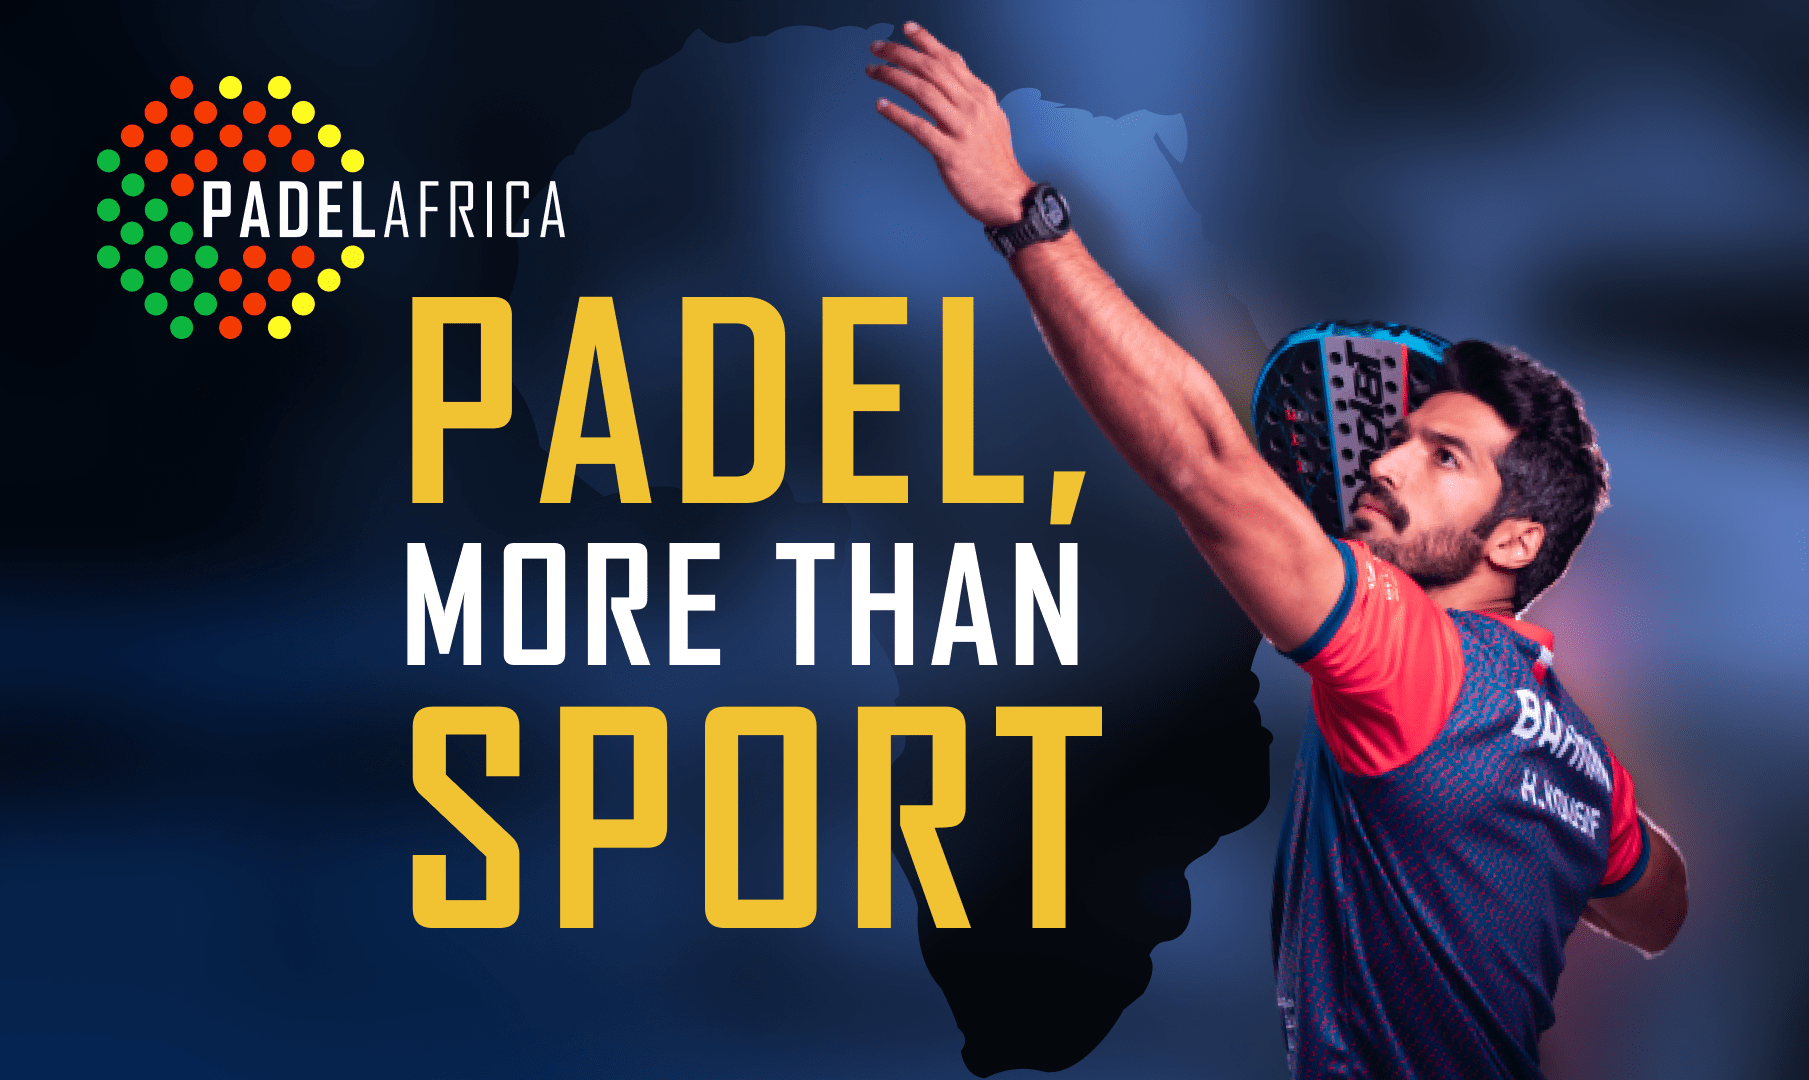 PADELAFRICA
PADEL,
MORE THAN
SPORT
H.YOUSIF